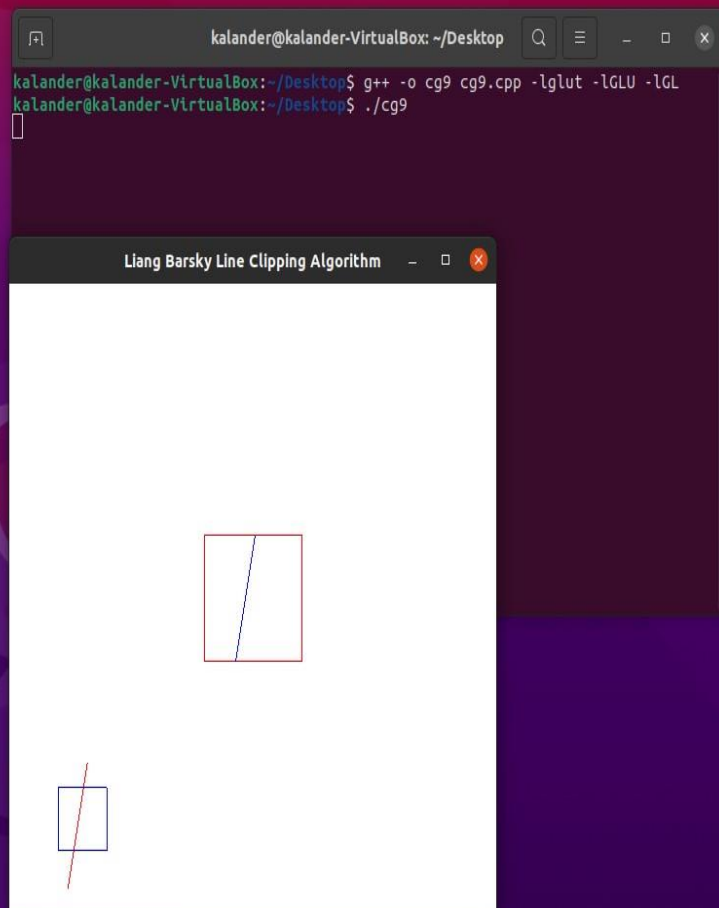 kalander@kalander-VirtualBox: ~/Desktop
kalander@kalander-VirtualBox:~/Desktop$ g++ -o cg9 cg9.cpp -lglut -lGLU -lGL
kalander@kalander-VirtualBox:~/Desktop$ ./cg9
Liang Barsky Line Clipping Algorithm